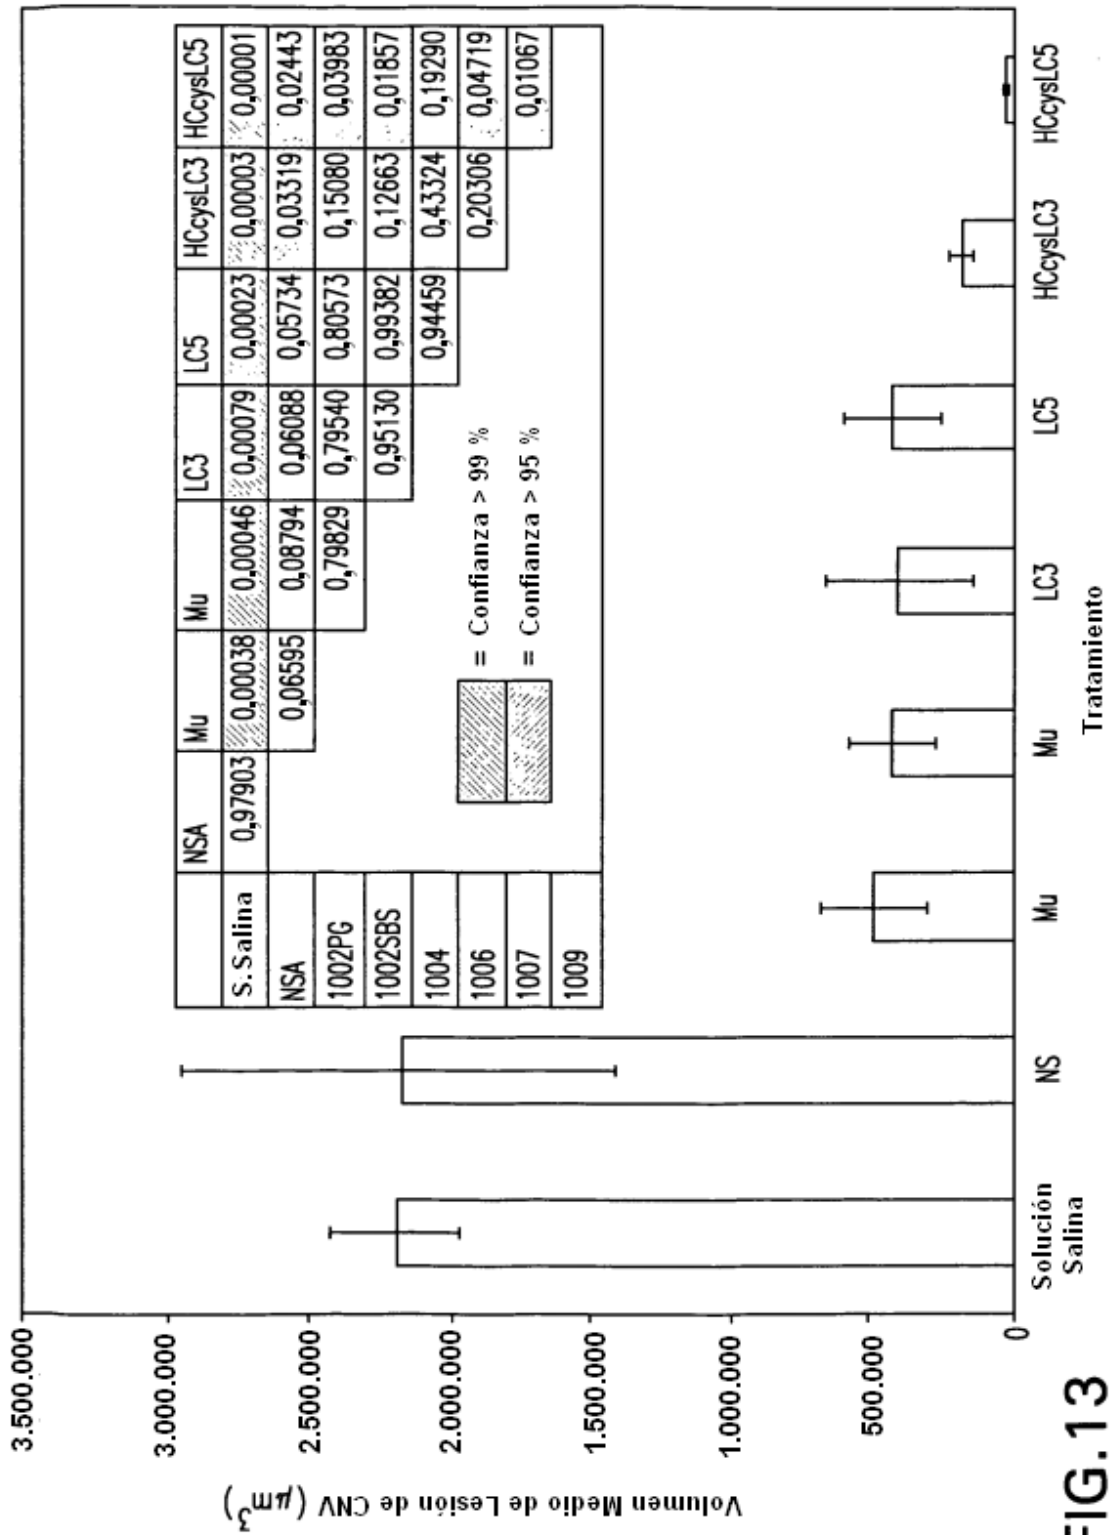 3.500.000
3.000.000
2.500.000
2.000.000
1.500.000
1.000.000
500.000
0
Volumen Medio de Lesión de CNV (μm³)
NSA Mu Mu LC3 LC5 HCcysLC3 HCcysLC5
S. Salina 0,97903 0,00038 0,00046 0,00079 0,00023 0,00003 0,00001
NSA 0,06595 0,08794 0,06088 0,05734 0,03319 0,02443
1002PG 0,79829 0,79540 0,80573 0,15080 0,03983
1002SBS 0,95130 0,99382 0,12663 0,01857
1004 0,94459 0,43324 0,19290
1006 0,20306 0,04719
1007 0,01067
1009
= Confianza > 99 %
= Confianza > 95 %
Solución
Salina
NS
Mu
Mu
LC3
LC5
HCcysLC3
HCcysLC5
Tratamiento
FIG.13